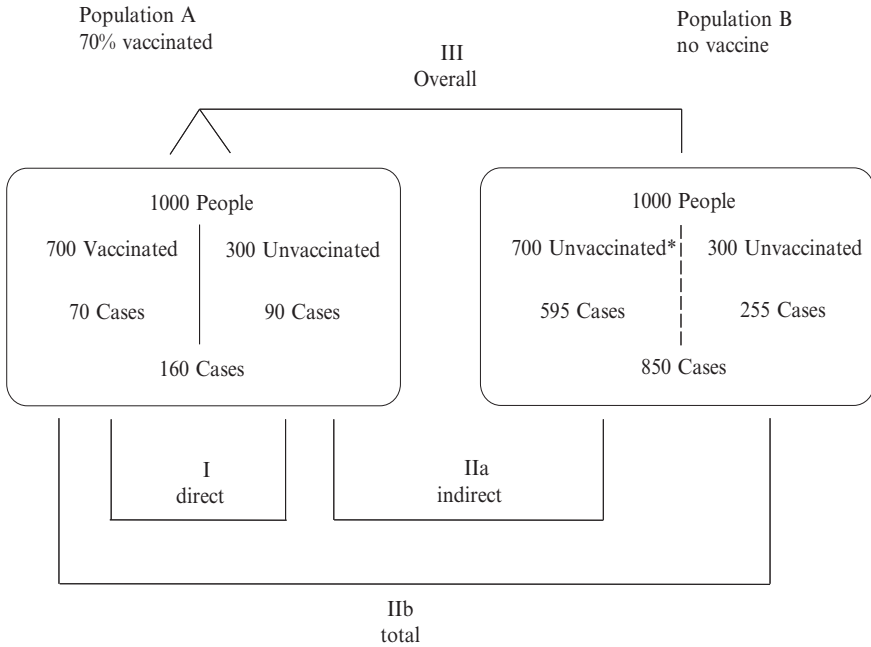 Population A
70% vaccinated
Population B
no vaccine
III
Overall
1000 People
700 Vaccinated
300 Unvaccinated
70 Cases
90 Cases
160 Cases
1000 People
700 Unvaccinated*
300 Unvaccinated
595 Cases
255 Cases
850 Cases
I
direct
IIa
indirect
IIb
total